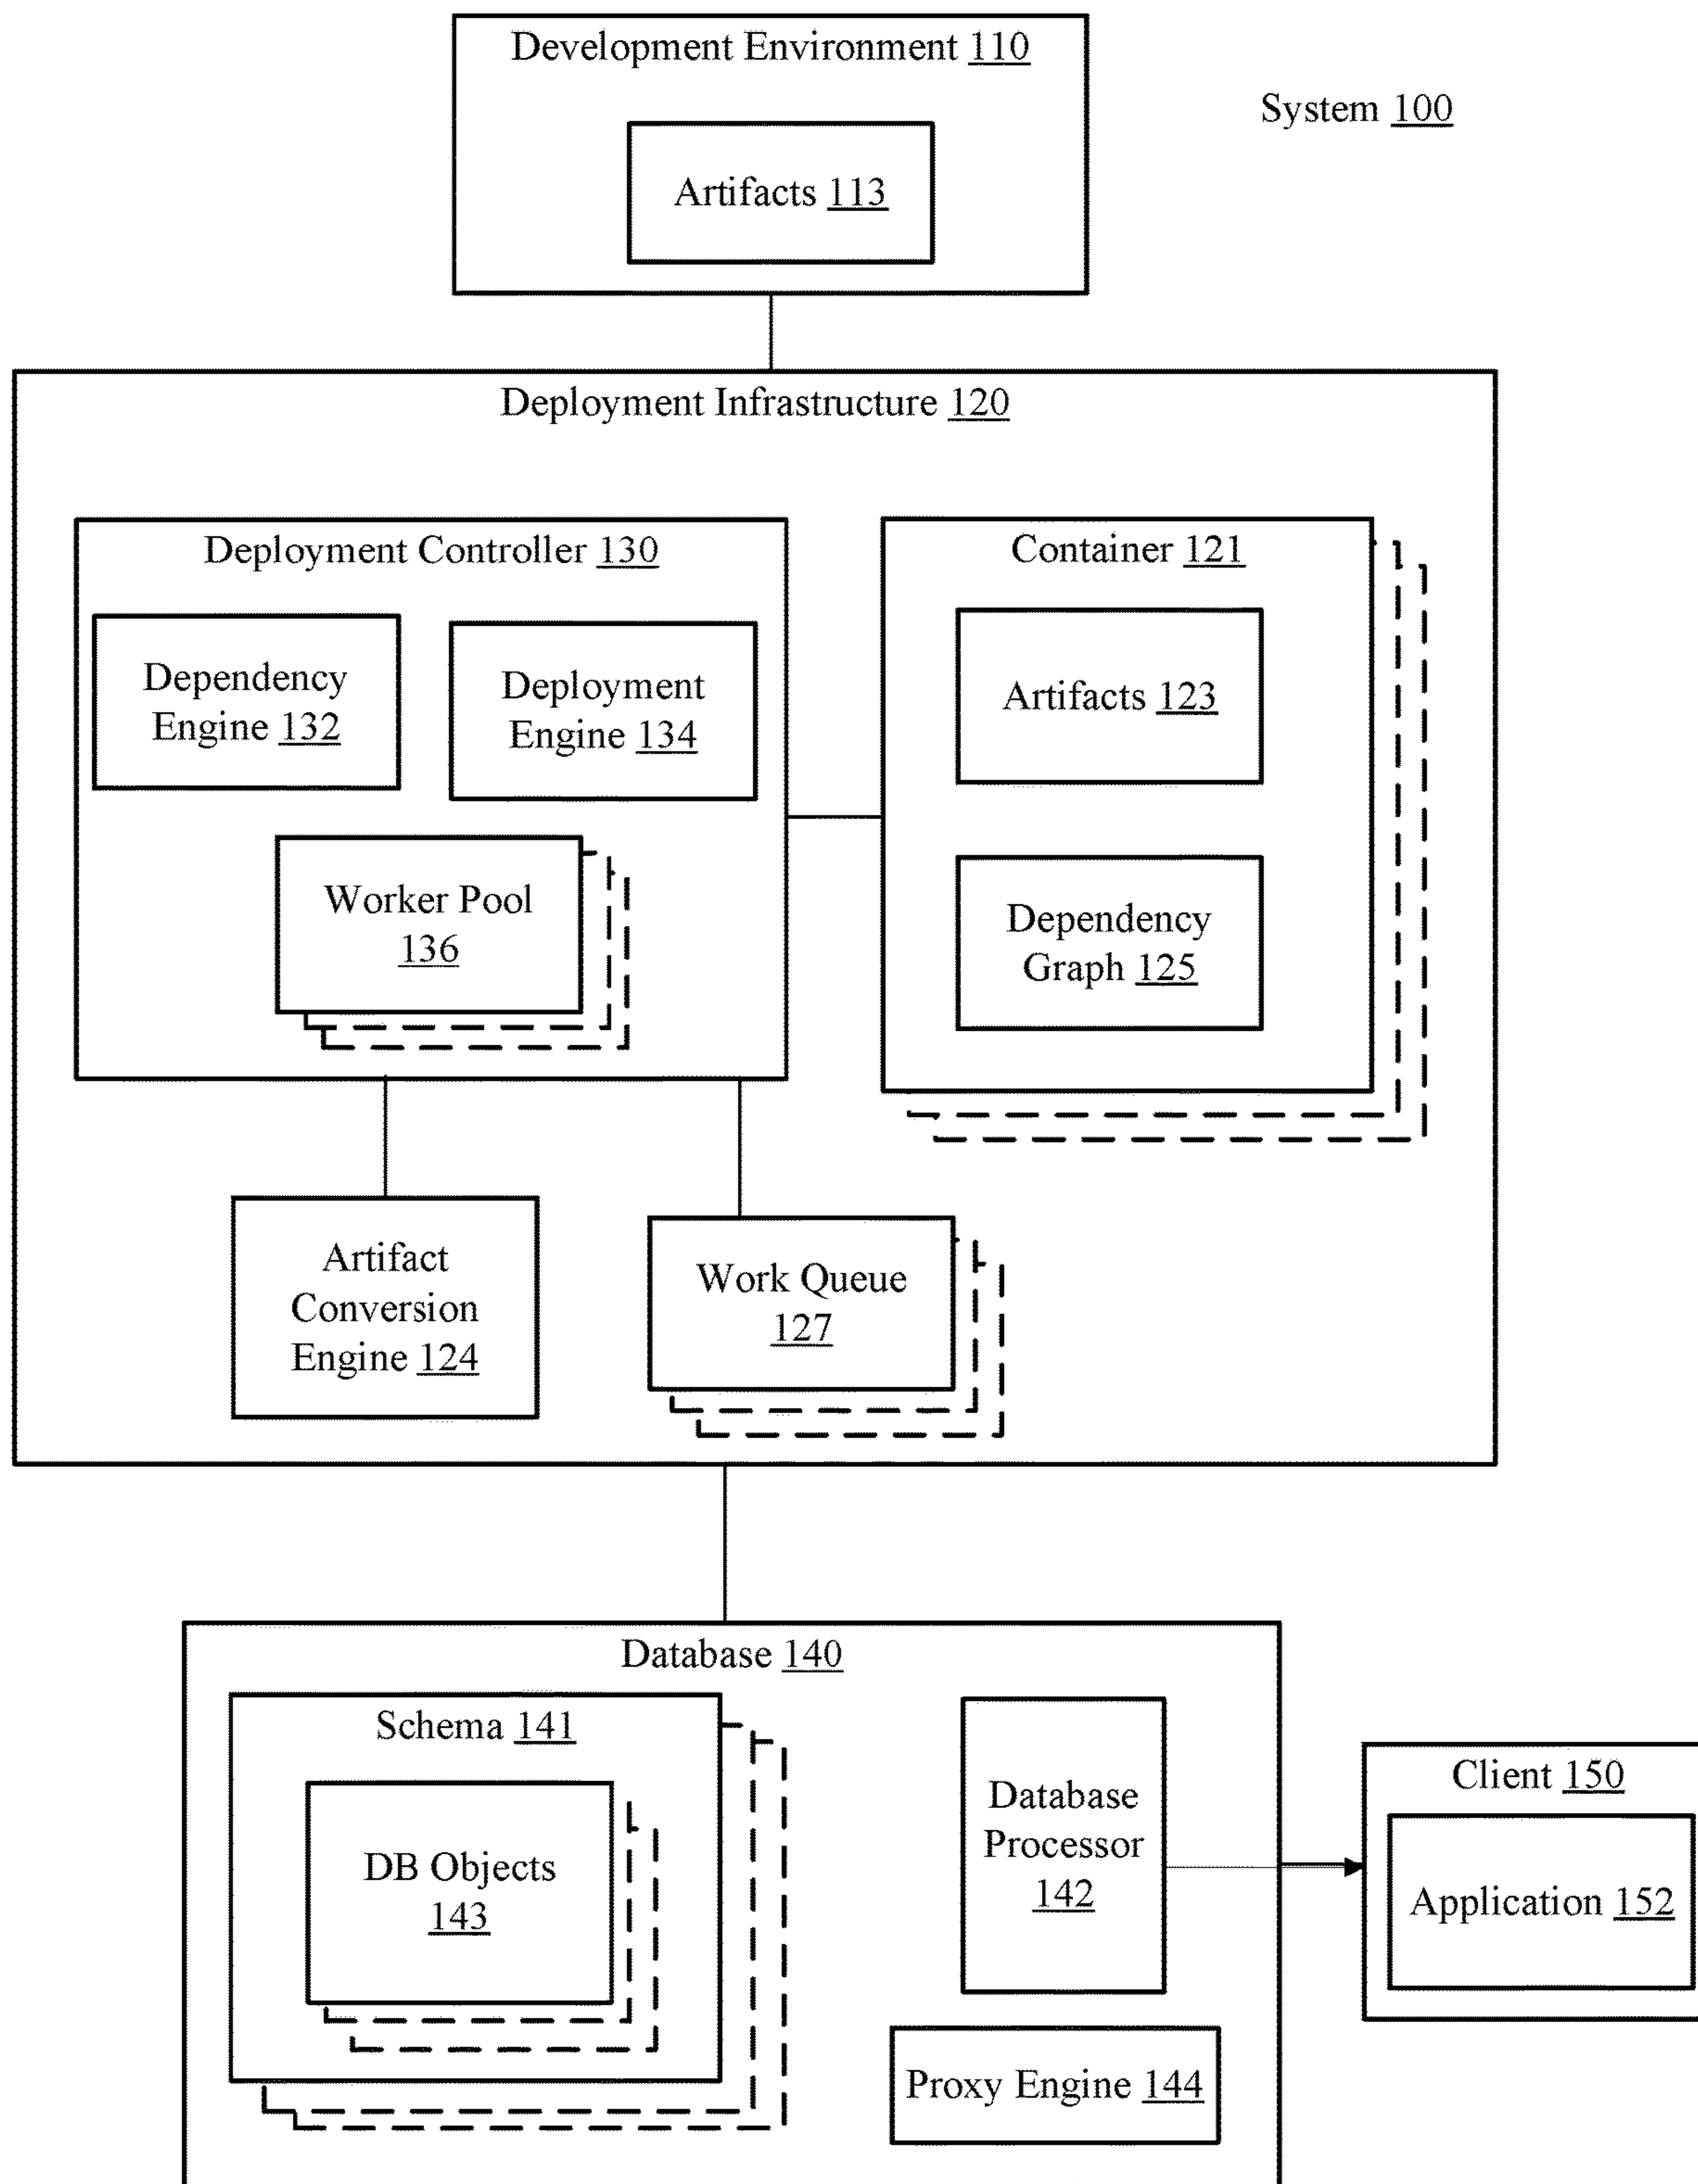 Development Environment 110
System 100
Artifacts 113
Deployment Infrastructure 120
Deployment Controller 130
Container 121
Dependency
Engine 132
Deployment
Engine 134
Artifacts 123
Worker Pool
136
Dependency
Graph 125
Artifact
Conversion
Engine 124
Work Queue
127
Database 140
Schema 141
DB Objects
143
Database
Processor
142
Client 150
Application 152
Proxy Engine 144